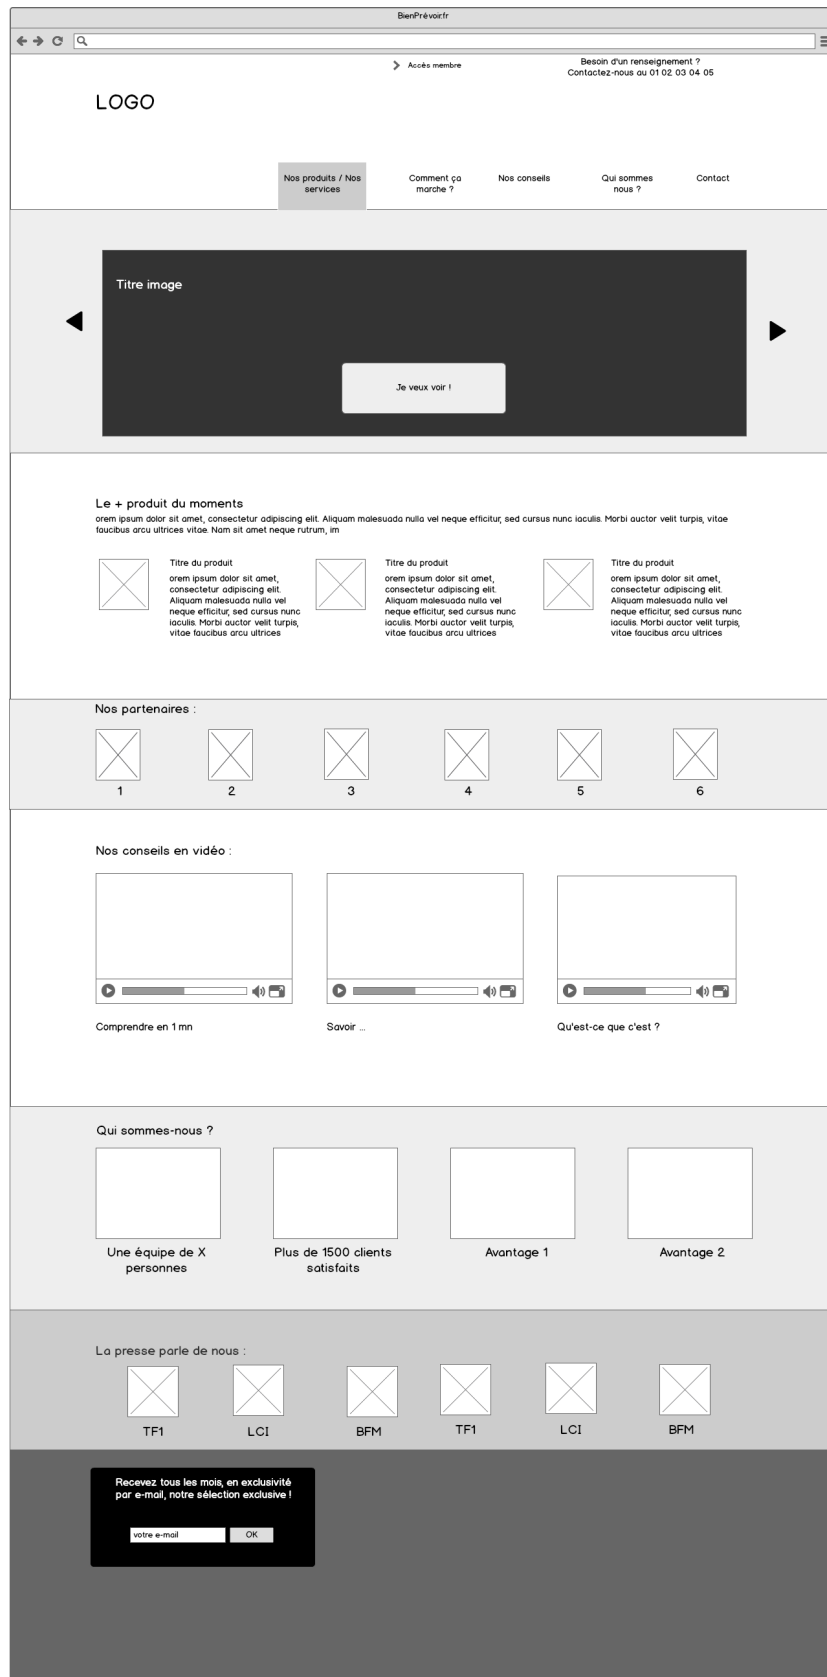 BienPrévoir.fr
Accès membre
Besoin d'un renseignement ?
Contactez-nous au 01 02 03 04 05
LOGO
Nos produits / Nos
services
Comment ça
marche ?
Nos conseils
Qui sommes
nous ?
Contact
Titre image
Je veux voir !
Le + produit du moments
orem ipsum dolor sit amet, consectetur adipiscing elit. Aliquam malesuada nulla vel neque efficitur, sed cursus nunc iaculis. Morbi auctor velit turpis, vitae
faucibus arcu ultrices vitae. Nam sit amet neque rutrum, im
Titre du produit
orem ipsum dolor sit amet,
consectetur adipiscing elit.
Aliquam malesuada nulla vel
neque efficitur, sed cursus nunc
iaculis. Morbi auctor velit turpis,
vitae faucibus arcu ultrices
Titre du produit
orem ipsum dolor sit amet,
consectetur adipiscing elit.
Aliquam malesuada nulla vel
neque efficitur, sed cursus nunc
iaculis. Morbi auctor velit turpis,
vitae faucibus arcu ultrices
Titre du produit
orem ipsum dolor sit amet,
consectetur adipiscing elit.
Aliquam malesuada nulla vel
neque efficitur, sed cursus nunc
iaculis. Morbi auctor velit turpis,
vitae faucibus arcu ultrices
Nos partenaires :
1
2
3
4
5
6
Nos conseils en vidéo :
Comprendre en 1 mn
Savoir ...
Qu'est-ce que c'est ?
Qui sommes-nous ?
Une équipe de X
personnes
Plus de 1500 clients
satisfaits
Avantage 1
Avantage 2
La presse parle de nous :
TF1
LCI
BFM
TF1
LCI
BFM
Recevez tous les mois, en exclusivité
par e-mail, notre sélection exclusive !
votre e-mail
OK